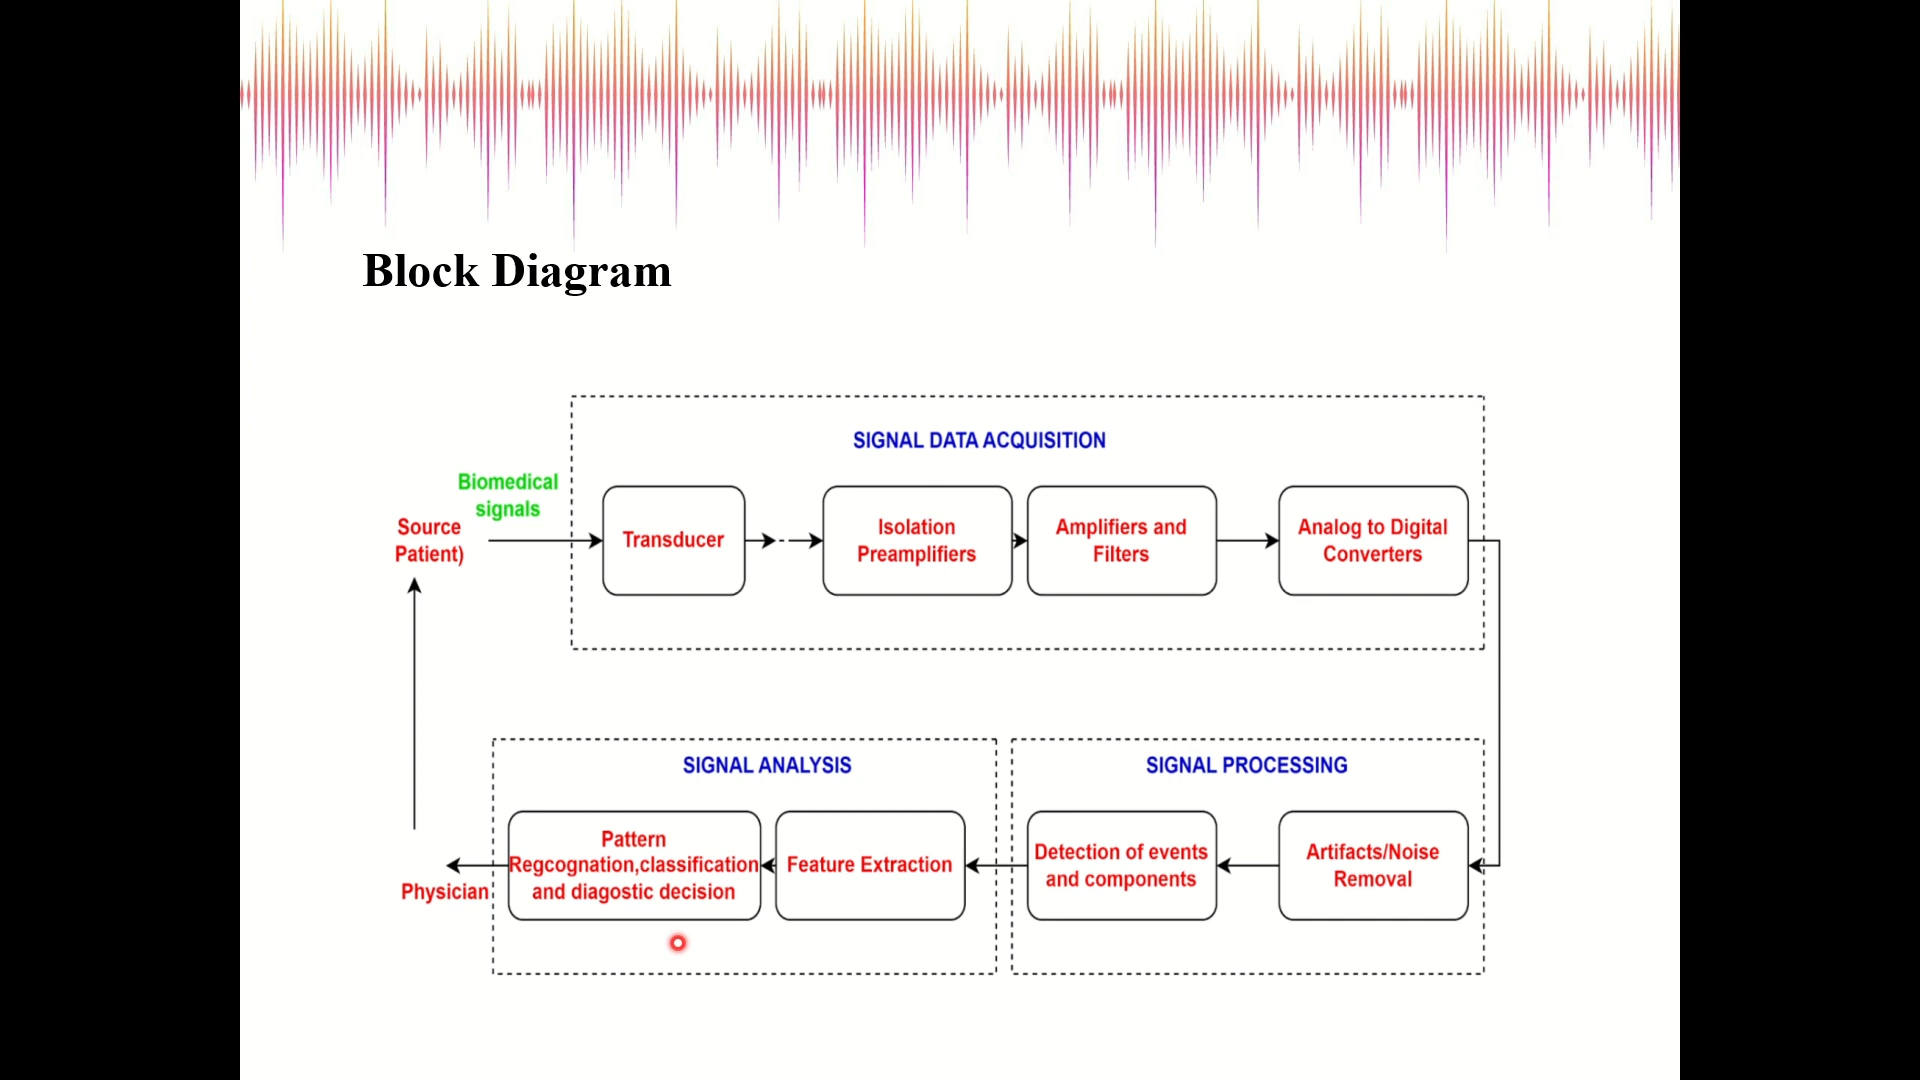 Block Diagram
SIGNAL DATA ACQUISITION
Biomedical
signals
Source
Patient)
Transducer
Isolation
Preamplifiers
Amplifiers and
Filters
Analog to Digital
Converters
SIGNAL ANALYSIS
SIGNAL PROCESSING
Pattern
Regcognation,classification
and diagostic decision
Feature Extraction
Detection of events
and components
Artifacts/Noise
Removal
Physician